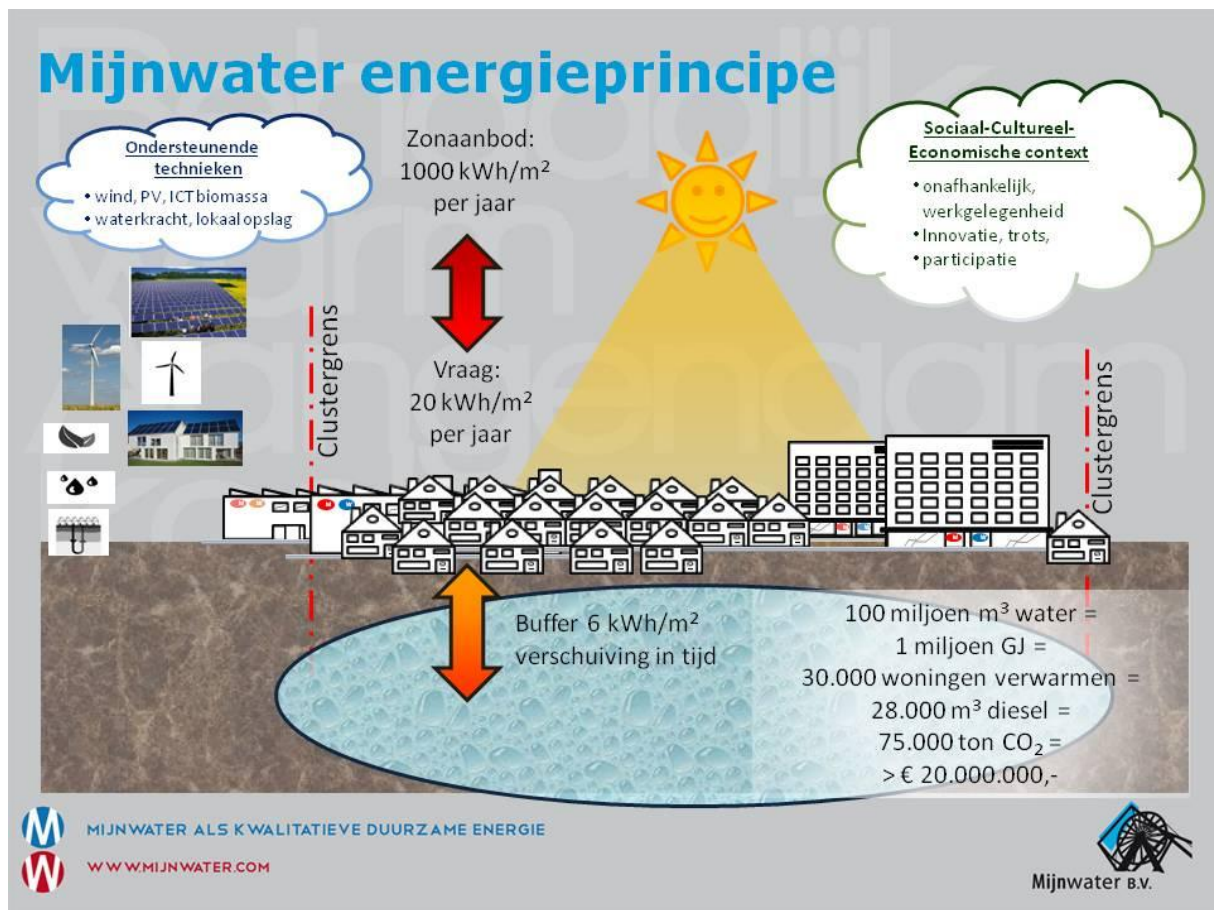 Mijnwater energieprincipe
Ondersteunende
technieken
• wind, PV, ICT biomassa
• waterkracht, lokaal opslag
Zonaanbod:
1000 kWh/m²
per jaar
Sociaal-Cultureel-
Economische context
• onafhankelijk,
werkgelegenheid
• Innovatie, trots,
• participatie
Clustergrens
Vraag:
20 kWh/m²
per jaar
Clustergrens
Buffer 6 kWh/m²
verschuiving in tijd
100 miljoen m³ water =
1 miljoen GJ =
30.000 woningen verwarmen =
28.000 m³ diesel =
75.000 ton CO₂ =
> € 20.000.000,-
M MIJNWATER ALS KWALITATIEVE DUURZAME ENERGIE
W WWW.MIJNWATER.COM
Mijnwater B.V.